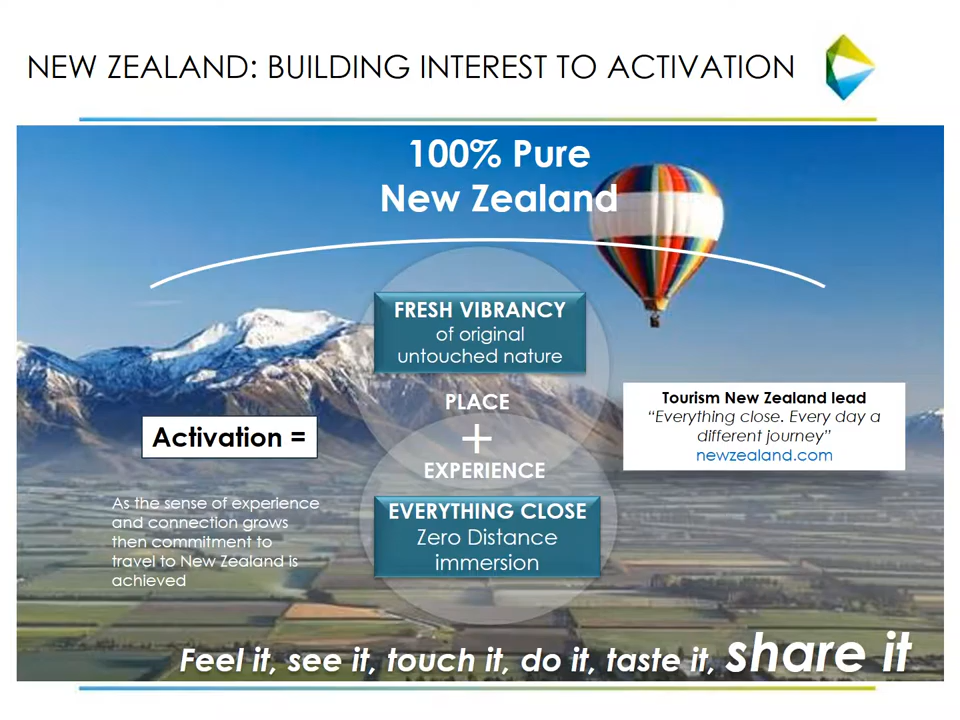 NEW ZEALAND: BUILDING INTEREST TO ACTIVATION
100% Pure
New Zealand
FRESH VIBRANCY
of original
untouched nature
PLACE
+
EXPERIENCE
EVERYTHING CLOSE
Zero Distance
immersion
Activation =
As the sense of experience
and connection grows
then commitment to
travel to New Zealand is
achieved
Tourism New Zealand lead
“Everything close. Every day a
different journey”
newzealand.com
Feel it, see it, touch it, do it, taste it, share it